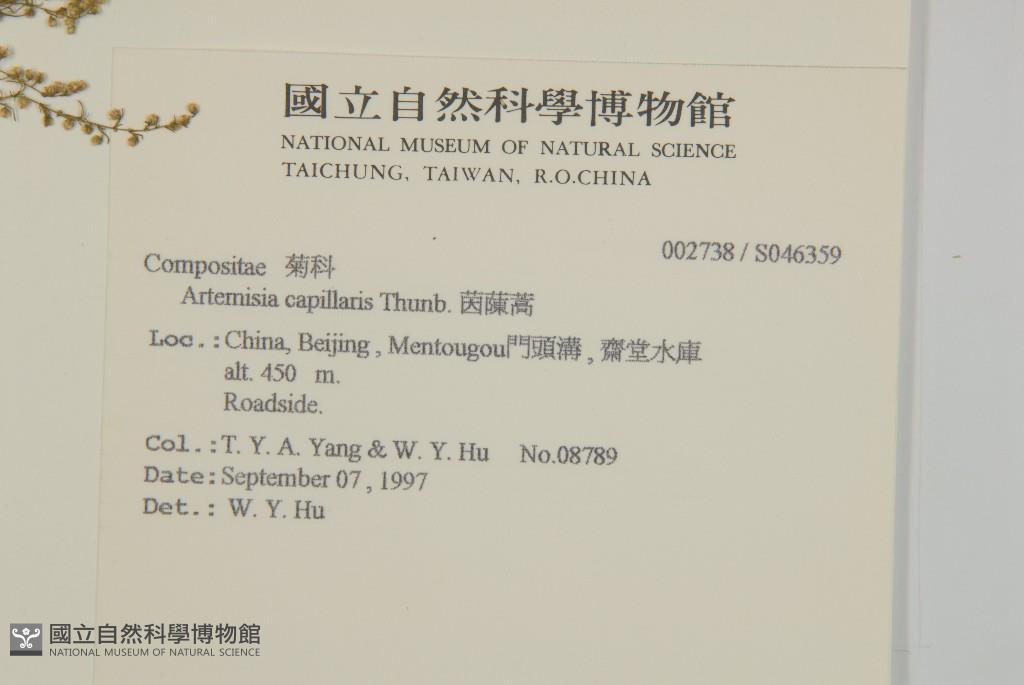 國立自然科學博物館
NATIONAL MUSEUM OF NATURAL SCIENCE
TAICHUNG, TAIWAN, R.O.CHINA
002738 / S046359
Compositae 菊科
Artemisia capillaris Thunb. 茵蔯蒿
Loc.: China, Beijing , Mentougou門頭溝 , 齋堂水庫
alt. 450 m.
Roadside.
Col.: T. Y. A. Yang & W. Y. Hu No.08789
Date: September 07 , 1997
Det.: W. Y. Hu
國立自然科學博物館
NATIONAL MUSEUM OF NATURAL SCIENCE